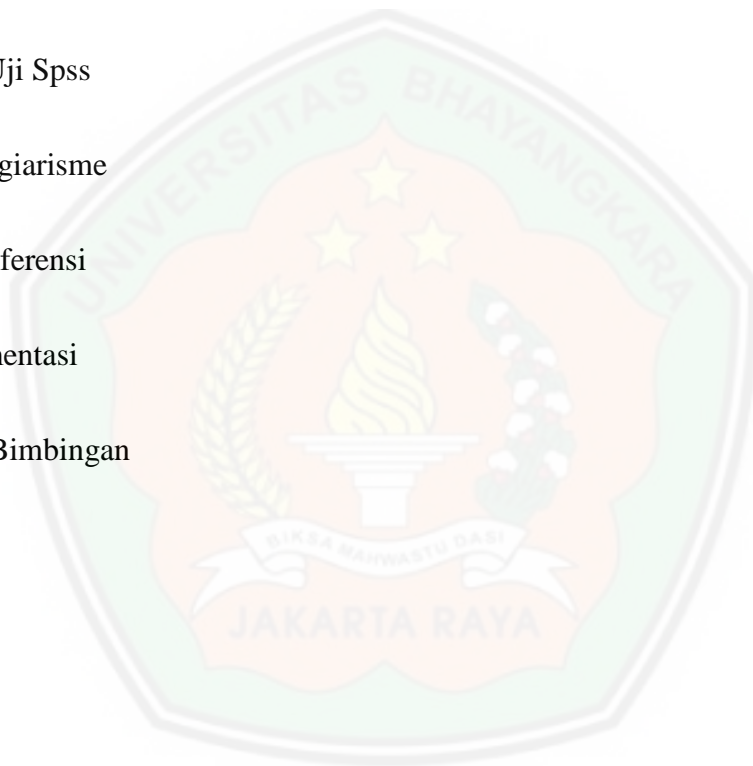 Uji Spss
UNIVERSITAS BHAYANGKARA
giarisme
ferensi
entasi
Bimbingan
BIKSA MAHWASTU DASI
JAKARTA RAYA